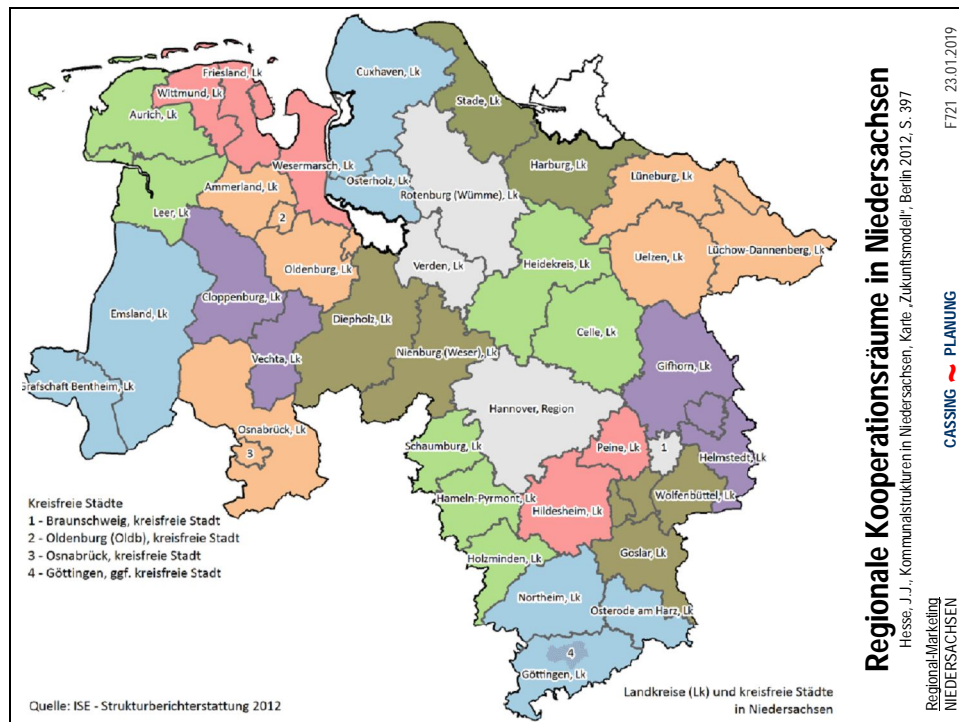 Cuxhaven, Lk
Friesland, Lk
Wittmund, Lk
Stade, Lk
Aurich, Lk
Harburg, Lk
Wesermarsch, Lk
Osterholz, Lk
Lüneburg, Lk
Ammerland, Lk
Rotenburg (Wümme), Lk
Leer, Lk
2
Lüchow-Dannenberg, Lk
Uelzen, Lk
Oldenburg, Lk
Verden, Lk
Heidekreis, Lk
Cloppenburg, Lk
Emsland, Lk
Diepholz, Lk
Celle, Lk
Nienburg (Weser), Lk
Vechta, Lk
Gifhorn, Lk
Grafschaft Bentheim, Lk
Hannover, Region
Osnabrück, Lk
Schaumburg, Lk
Peine, Lk
1
3
Helmstedt, Lk
Hameln-Pyrmont, Lk
Wolfenbüttel, Lk
Hildesheim, Lk
Goslar, Lk
Holzminden, Lk
Northeim, Lk
Osterode am Harz, Lk
4
Göttingen, Lk
Kreisfreie Städte
1 - Braunschweig, kreisfreie Stadt
2 - Oldenburg (Oldb), kreisfreie Stadt
3 - Osnabrück, kreisfreie Stadt
4 - Göttingen, ggf. kreisfreie Stadt
Quelle: ISE - Strukturberichterstattung 2012
Landkreise (Lk) und kreisfreie Städte
in Niedersachsen
Regionale Kooperationsräume in Niedersachsen
Hesse, J.J., Kommunalstrukturen in Niedersachsen, Karte „Zukunftsmodell“, Berlin 2012, S. 397
Regional-Marketing
NIEDERSACHSEN
CASSING ~ PLANUNG
F721 23.01.2019